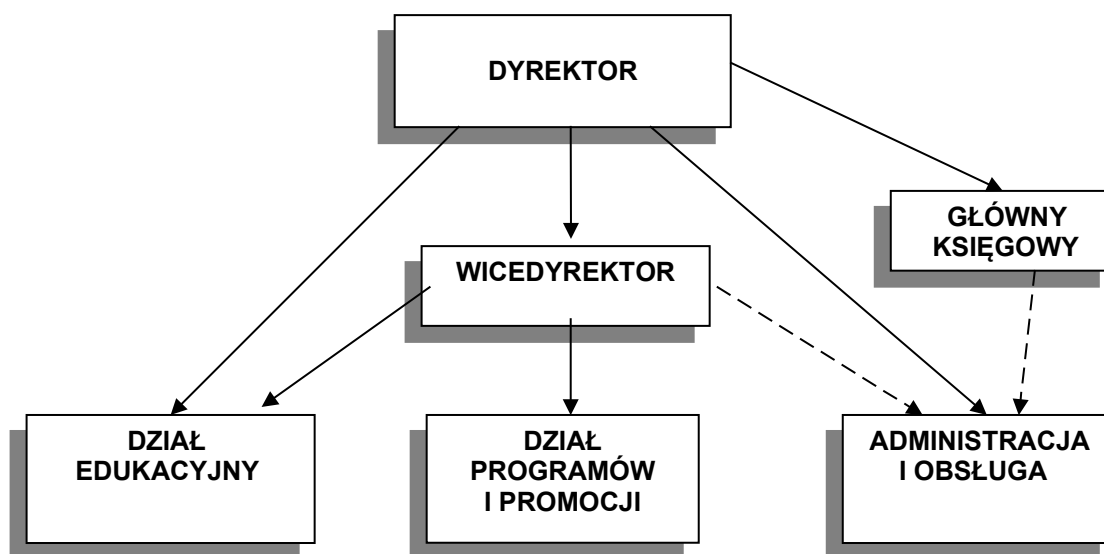 DYREKTOR
GŁÓWNY
KSIĘGOWY
WICEDYREKTOR
DZIAŁ
EDUKACYJNY
DZIAŁ
PROGRAMÓW
I PROMOCJI
ADMINISTRACJA
I OBSŁUGA